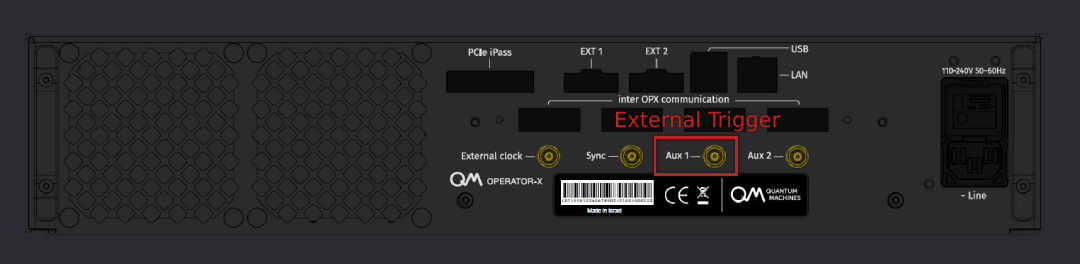 PCIe iPass
EXT 1
EXT 2
USB
LAN
110-240V 50-60Hz
inter OPX communication
External Trigger
External clock
Sync
Aux 1
Aux 2
QM OPERATOR-X
CE
QM QUANTUM
MACHINES
Made in Israel
~ Line